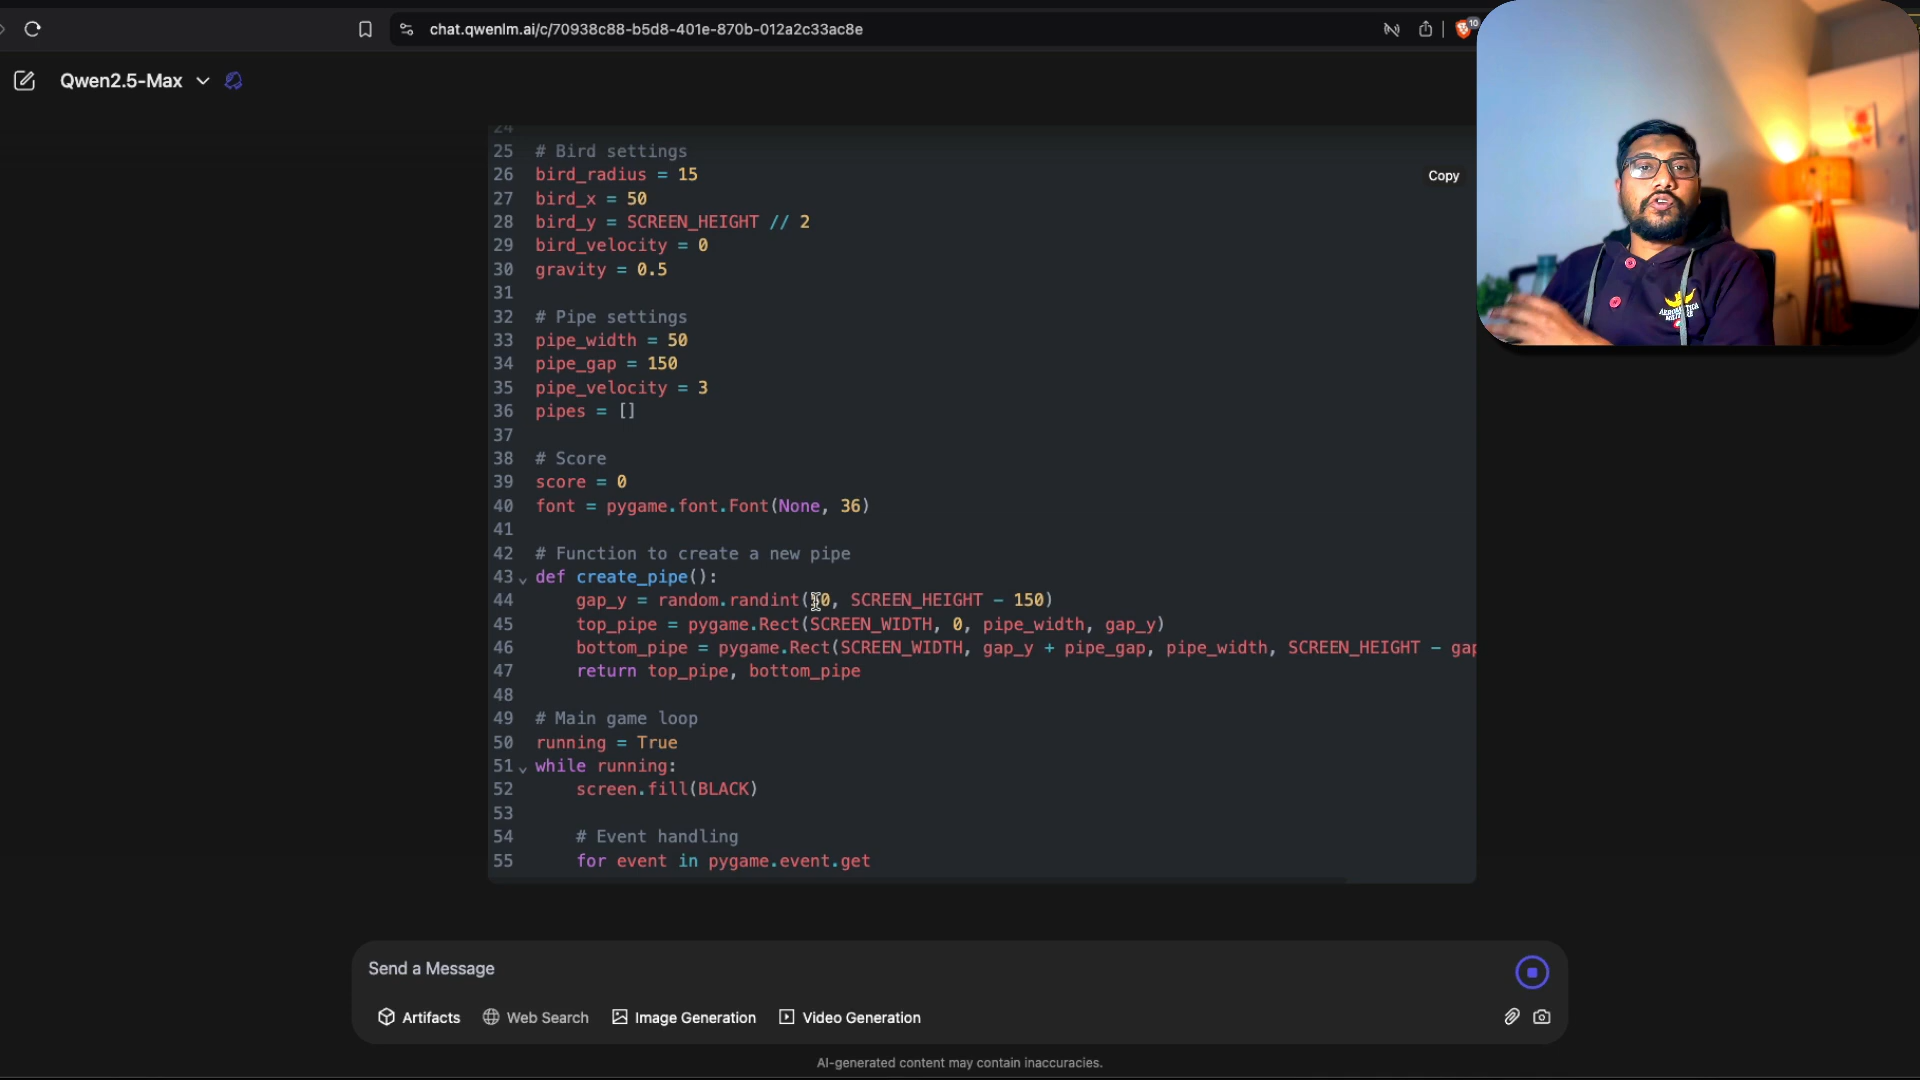 chat.qwenlm.ai/c/70938c88-b5d8-401e-870b-012a2c33ac8e
10
Qwen2.5-Max
24
Copy
25 # Bird settings
26 bird_radius = 15
27 bird_x = 50
28 bird_y = SCREEN_HEIGHT // 2
29 bird_velocity = 0
30 gravity = 0.5
31
32 # Pipe settings
33 pipe_width = 50
34 pipe_gap = 150
35 pipe_velocity = 3
36 pipes = []
37
38 # Score
39 score = 0
40 font = pygame.font.Font(None, 36)
41
42 # Function to create a new pipe
43 def create_pipe():
44 gap_y = random.randint( SCREEN_HEIGHT - 150)
45 top_pipe = pygame.Rect(SCREEN_WIDTH, 0, pipe_width, gap_y)
46 bottom_pipe = pygame.Rect(SCREEN_WIDTH, gap_y + pipe_gap, pipe_width, SCREEN_HEIGHT - gap
47 return top_pipe, bottom_pipe
48
49 # Main game loop
50 running = True
51 while running:
52 screen.fill(BLACK)
53
54 # Event handling
55 for event in pygame.event.get
Send a Message
Artifacts Web Search Image Generation Video Generation
AI-generated content may contain inaccuracies.